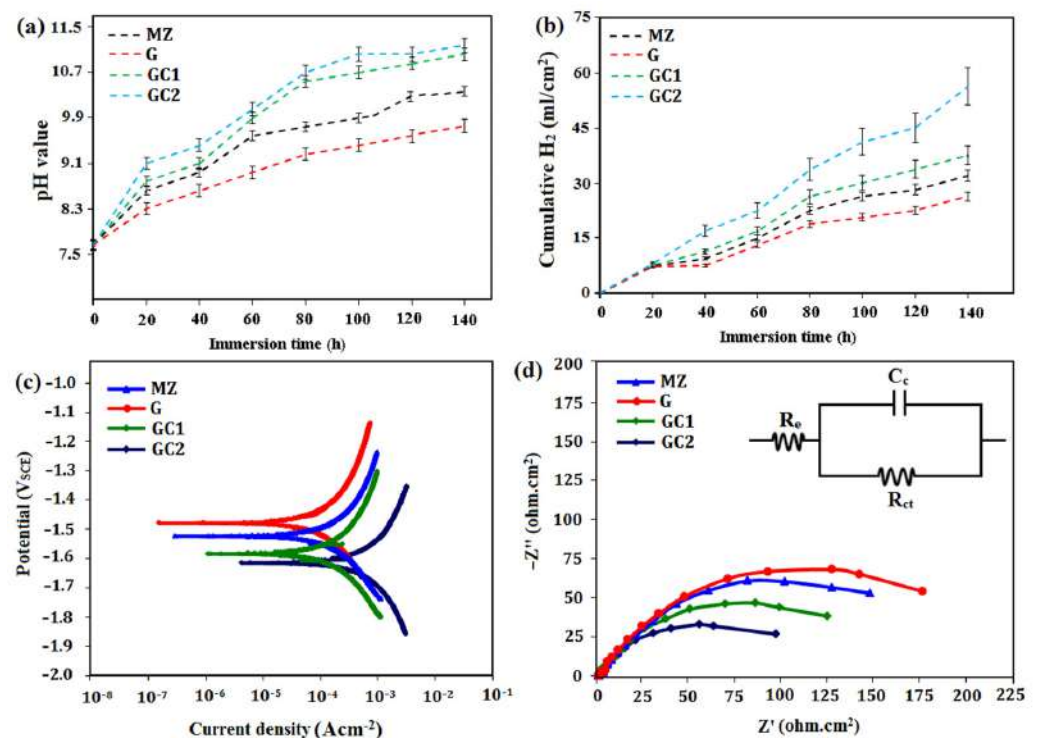 (a)
MZ
G
GC1
GC2
11.5
10.7
9.9
9.1
8.3
7.5
pH value
0 20 40 60 80 100 120 140
Immersion time (h)
(b)
MZ
G
GC1
GC2
75
60
45
30
15
0
Cumulative H₂ (ml/cm²)
0 20 40 60 80 100 120 140
Immersion time (h)
(c)
MZ
G
GC1
GC2
−1.0
−1.1
−1.2
−1.3
−1.4
−1.5
−1.6
−1.8
−1.9
−2.0
Potential (VSCE)
10⁻⁸ 10⁻⁷ 10⁻⁶ 10⁻⁵ 10⁻⁴ 10⁻³ 10⁻² 10⁻¹
Current density (Acm⁻²)
(d)
MZ
G
GC1
GC2
Cc
Re
Rct
200
175
150
125
100
75
50
25
0
−Z'' (ohm.cm²)
0 25 50 75 100 125 150 175 200 225
Z' (ohm.cm²)